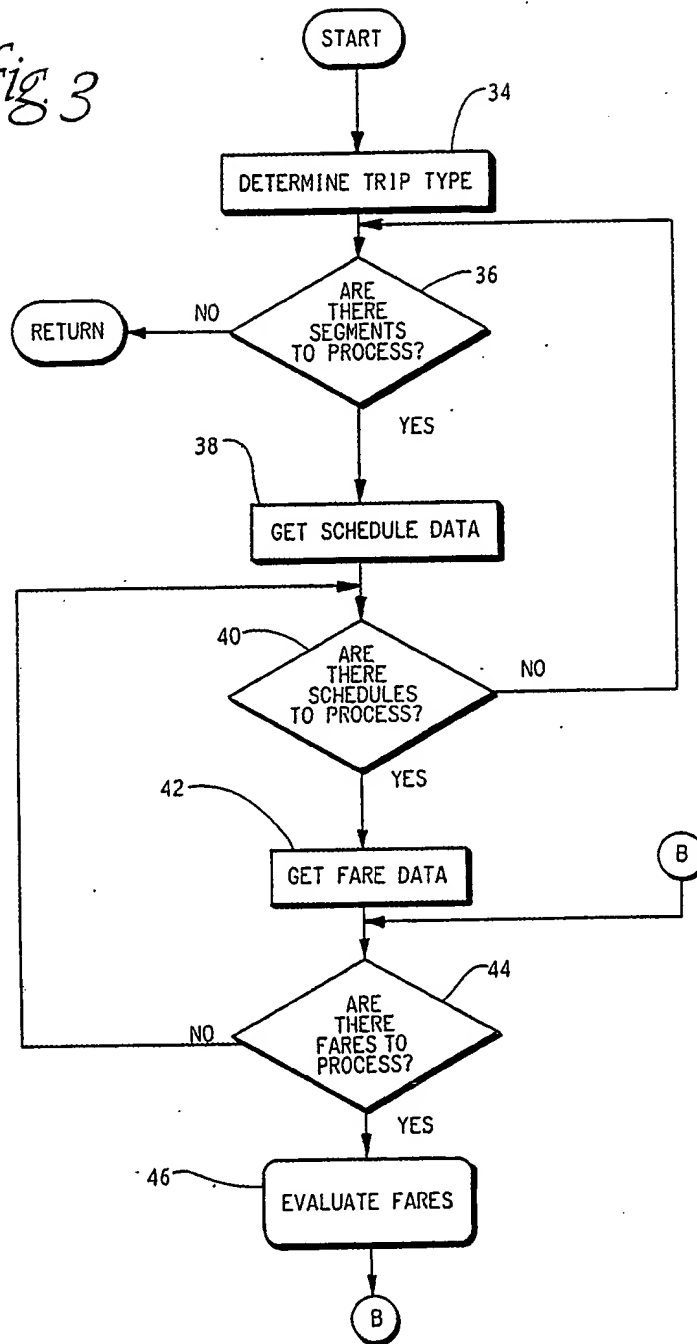 Fig. 3
START
34
DETERMINE TRIP TYPE
36
ARE
THERE
SEGMENTS
TO PROCESS?
NO
RETURN
YES
38
GET SCHEDULE DATA
40
ARE
THERE
SCHEDULES
TO PROCESS?
NO
YES
42
GET FARE DATA
B
44
ARE
THERE
FARES TO
PROCESS?
NO
YES
46
EVALUATE FARES
B